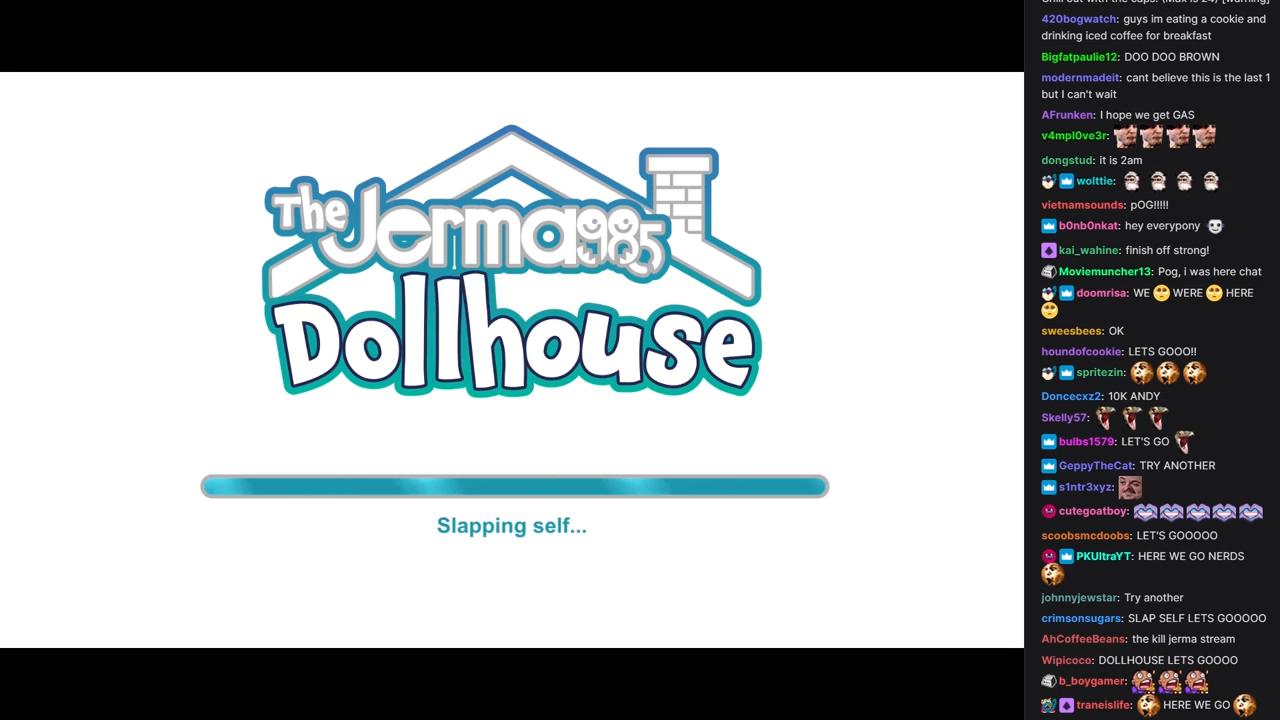 The Jerma985
Dollhouse
Slapping self...
420bogwatch: guys im eating a cookie and
drinking iced coffee for breakfast
Bigfatpaulie12: DOO DOO BROWN
modernmadeit: cant believe this is the last 1
but I can't wait
AFrunken: I hope we get GAS
v4mpl0ve3r:
dongstud: it is 2am
wolttie:
vietnamsounds: pOG!!!!!
b0nb0nkat: hey everypony
kai_wahine: finish off strong!
Moviemuncher13: Pog, i was here chat
doomrisa: WE WERE HERE
sweesbees: OK
houndofcookie: LETS GOOO!!
spritezin:
Doncecxz2: 10K ANDY
Skelly57:
bulbs1579: LET'S GO
GeppyTheCat: TRY ANOTHER
s1ntr3xyz:
cutegoatboy:
scoobsmcdoobs: LET'S GOOOOO
PKUltraYT: HERE WE GO NERDS
johnnyjewstar: Try another
crimsonsugars: SLAP SELF LETS GOOOOO
AhCoffeeBeans: the kill jerma stream
Wipicoco: DOLLHOUSE LETS GOOOO
b_boygamer:
traneislife: HERE WE GO